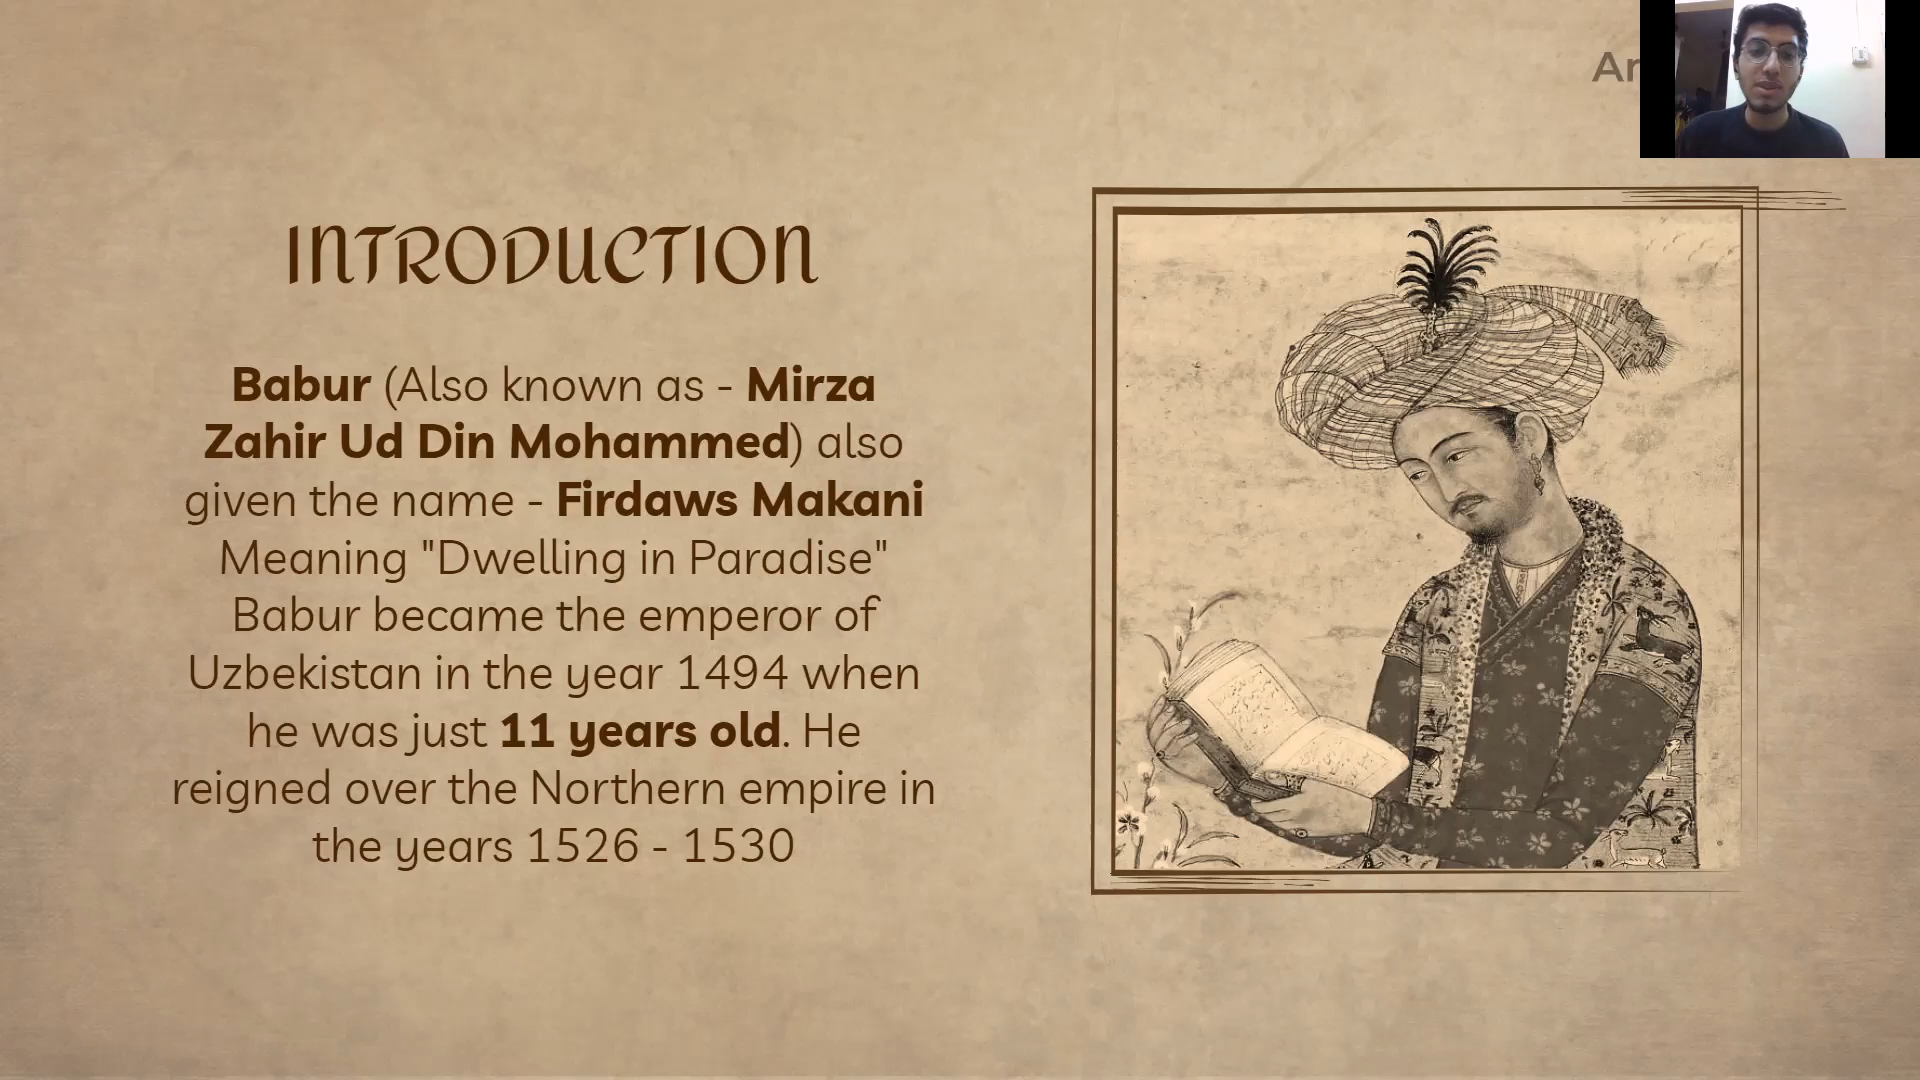 Ar
INTRODUCTION
Babur (Also known as - Mirza
Zahir Ud Din Mohammed) also
given the name - Firdaws Makani
Meaning "Dwelling in Paradise"
Babur became the emperor of
Uzbekistan in the year 1494 when
he was just 11 years old. He
reigned over the Northern empire in
the years 1526 - 1530